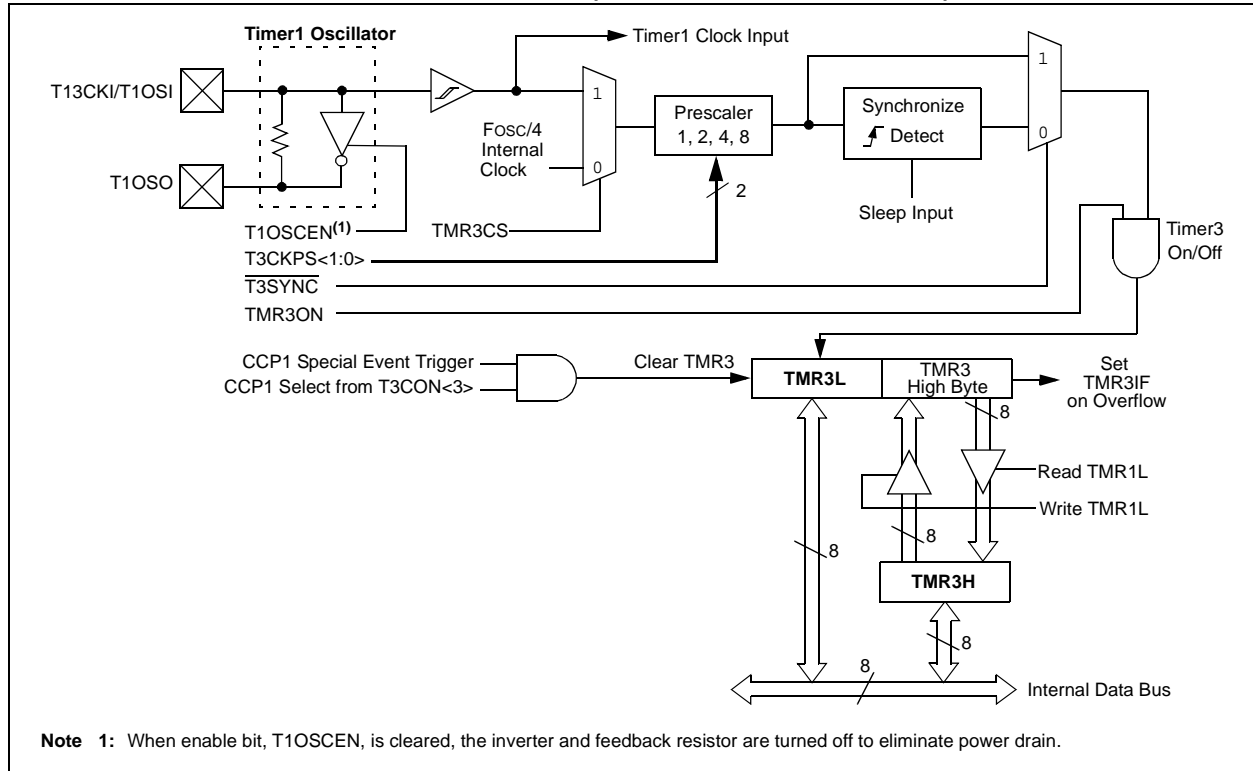 Timer1 Oscillator
Timer1 Clock Input
T13CKI/T1OSI
1
1
Prescaler
1, 2, 4, 8
Synchronize
Detect
FOSC/4
Internal
Clock
0
0
T1OSO
2
Sleep Input
T1OSCEN(1)
TMR3CS
Timer3
On/Off
T3CKPS<1:0>
T3SYNC
TMR3ON
CCP1 Special Event Trigger
CCP1 Select from T3CON<3>
Clear TMR3
TMR3L
TMR3
High Byte
Set
TMR3IF
on Overflow
8
Read TMR1L
Write TMR1L
8
8
TMR3H
8
8
Internal Data Bus
Note 1: When enable bit, T1OSCEN, is cleared, the inverter and feedback resistor are turned off to eliminate power drain.